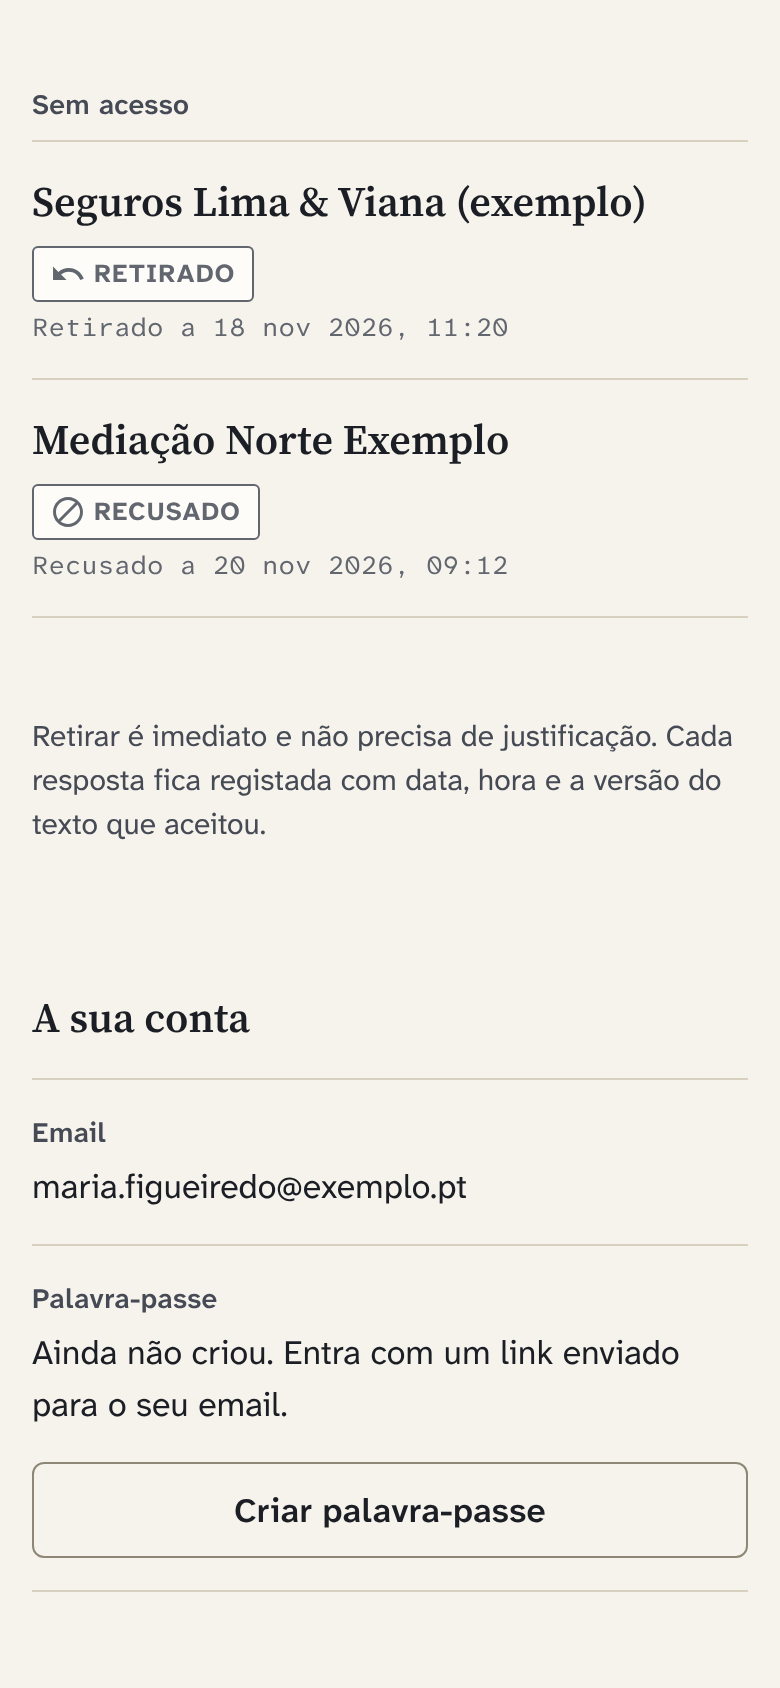 Sem acesso
Seguros Lima & Viana (exemplo)
RETIRADO
Retirado a 18 nov 2026, 11:20
Mediação Norte Exemplo
RECUSADO
Recusado a 20 nov 2026, 09:12
Retirar é imediato e não precisa de justificação. Cada
resposta fica registada com data, hora e a versão do
texto que aceitou.
A sua conta
Email
maria.figueiredo@exemplo.pt
Palavra-passe
Ainda não criou. Entra com um link enviado
para o seu email.
Criar palavra-passe